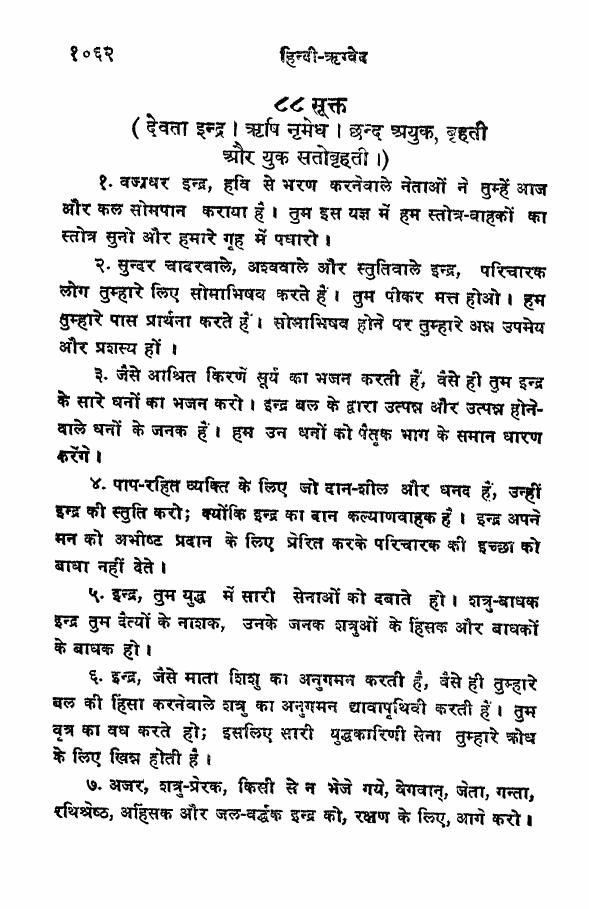 १०६२ हिन्दी-ऋग्वेद
८८ सूक्त
(देवता इन्द्र। ऋषि नृमेध। छन्द अयुक, बृहती
और युक सतोबृहती।)
१. वज्रधर इन्द्र, हवि से भरण करनेवाले नेताओं ने तुम्हें आज
और कल सोमपान कराया है। तुम इस यज्ञ में हम स्तोत्र-वाहकों का
स्तोत्र सुनो और हमारे गृह में पधारो।
२. सुन्दर चादरवाले, अश्ववाले और स्तुतिवाले इन्द्र, परिचारक
लोग तुम्हारे लिए सोमाभिषव करते हैं। तुम पीकर मत्त होओ। हम
तुम्हारे पास प्रार्थना करते हैं। सोमाभिषव होने पर तुम्हारे अन्न उपमेय
और प्रशस्य हों।
३. जैसे आश्रित किरणें सूर्य का भजन करती हैं, वैसे ही तुम इन्द्र
के सारे धनों का भजन करो। इन्द्र बल के द्वारा उत्पन्न और उत्पन्न होने-
वाले धनों के जनक हैं। हम उन धनों को पैतृक भाग के समान धारण
करेंगे।
४. पाप-रहित व्यक्ति के लिए जो दान-शील और धनद हैं, उन्हीं
इन्द्र की स्तुति करो; क्योंकि इन्द्र का दान कल्याणवाहक है। इन्द्र अपने
मन को अभीष्ट प्रदान के लिए प्रेरित करके परिचारक की इच्छा को
बाधा नहीं देते।
५. इन्द्र, तुम युद्ध में सारी सेनाओं को दबाते हो। शत्रु-बाधक
इन्द्र तुम दैत्यों के नाशक, उनके जनक शत्रुओं के हिंसक और बाधकों
के बाधक हो।
६. इन्द्र, जैसे माता शिशु का अनुगमन करती है, वैसे ही तुम्हारे
बल की हिंसा करनेवाले शत्रु का अनुगमन द्यावापृथिवी करती हैं। तुम
वृत्र का वध करते हो; इसलिए सारी युद्धकारिणी सेना तुम्हारे क्रोध
के लिए खिन्न होती है।
७. अजर, शत्रु-प्रेरक, किसी से न भेजे गये, वेगवान्, जेता, गन्ता,
रथिश्रेष्ठ, अहिंसक और जल-वर्द्धक इन्द्र को, रक्षण के लिए, आगे करो।